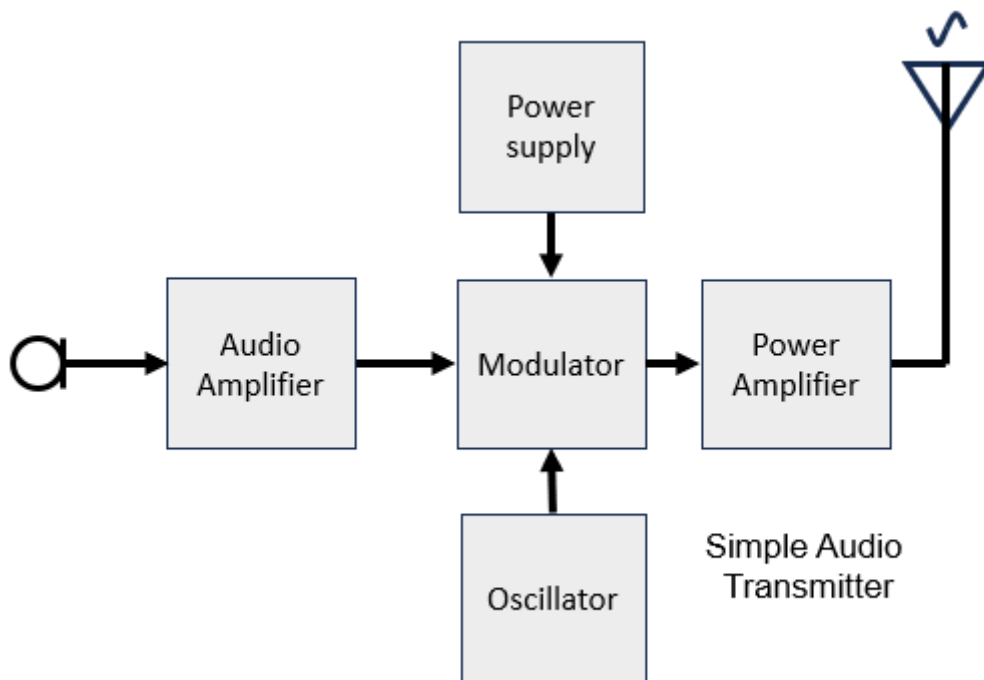 Power
supply
Audio
Amplifier
Modulator
Power
Amplifier
Oscillator
Simple Audio
Transmitter